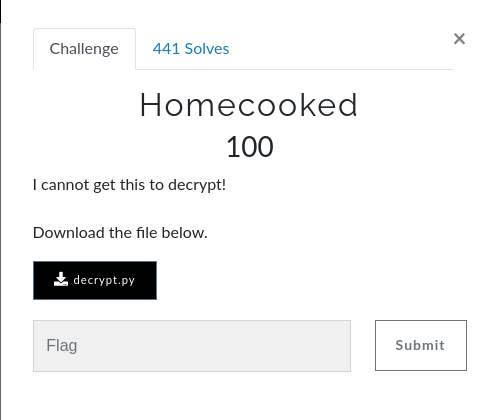 Challenge
441 Solves
×
Homecooked
100
I cannot get this to decrypt!
Download the file below.
decrypt.py
Flag
Submit